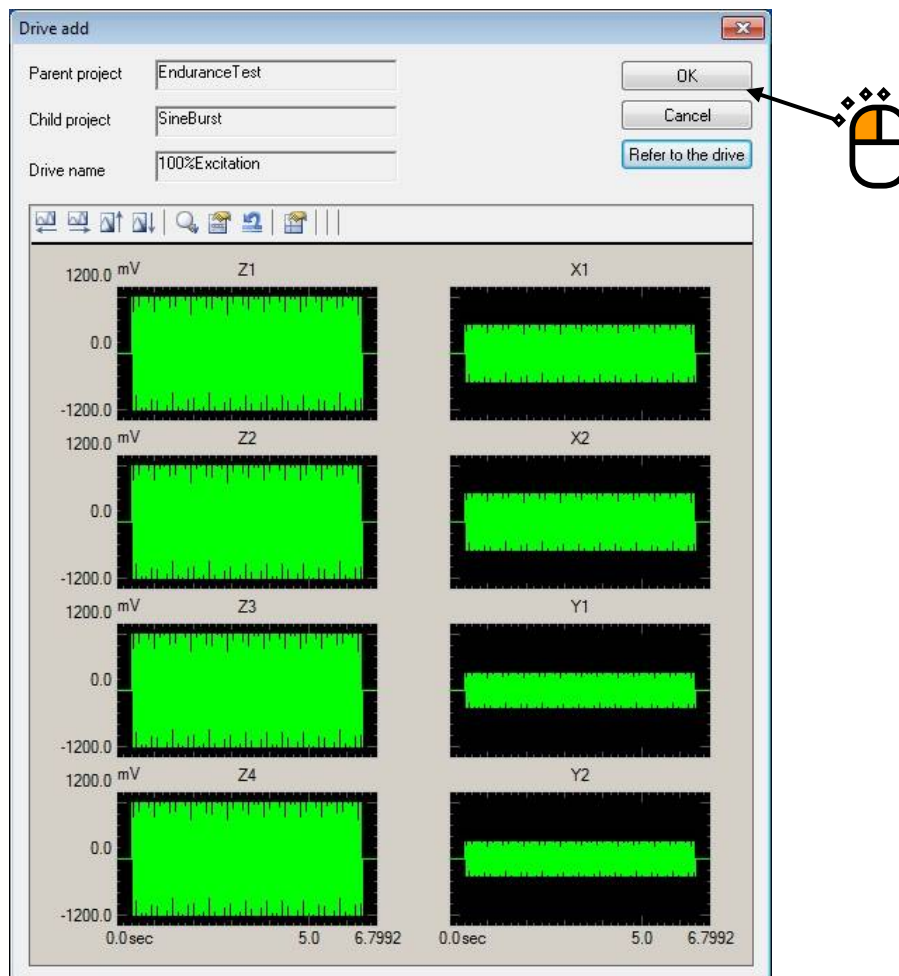 Drive add
Parent project EnduranceTest OK
Child project SineBurst Cancel
Drive name 100%Excitation Refer to the drive
1200.0 mV Z1 X1
0.0
-1200.0
1200.0 mV Z2 X2
0.0
-1200.0
1200.0 mV Z3 Y1
0.0
-1200.0
1200.0 mV Z4 Y2
0.0
-1200.0
0.0sec 5.0 6.7992 0.0sec 5.0 6.7992